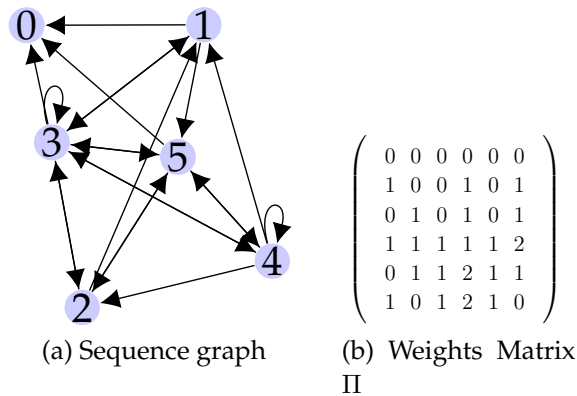 0
1
3
5
4
2
0 0 0 0 0 0
1 0 0 1 0 1
0 1 0 1 0 1
1 1 1 1 1 2
0 1 1 2 1 1
1 0 1 2 1 0
(a) Sequence graph
(b) Weights Matrix
Π